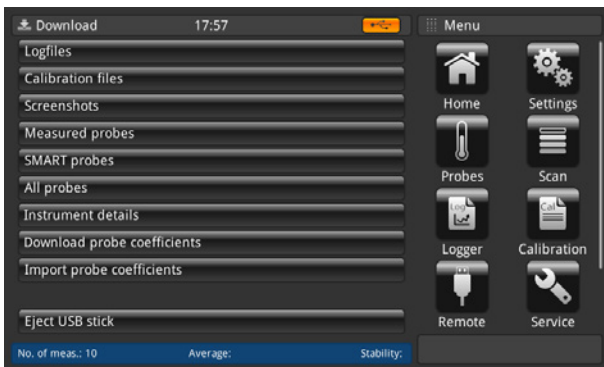 Download 17:57
Menu
Logfiles
Calibration files
Screenshots
Measured probes
SMART probes
All probes
Instrument details
Download probe coefficients
Import probe coefficients
Eject USB stick
No. of meas.: 10 Average: Stability:
Home Settings
Probes Scan
Log Cal
Logger Calibration
Remote Service